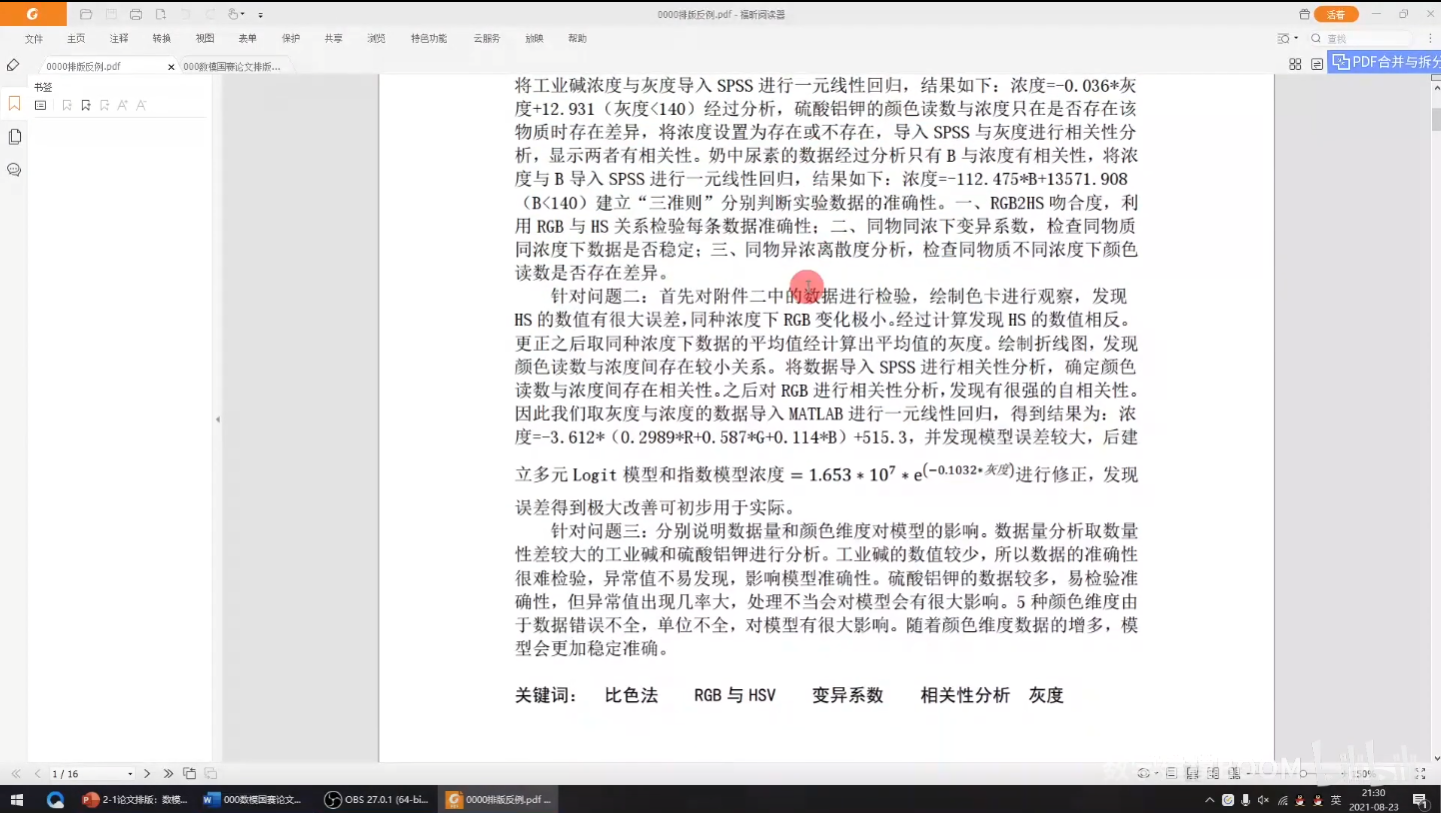 0000排版反例.pdf - 福昕阅读器
活着
文件 主页 注释 转换 视图 表单 保护 共享 浏览 特色功能 云服务 放映 帮助
查找
0000排版反例.pdf
000数模国赛论文排版...
PDF合并与拆分
书签
将工业碱浓度与灰度导入 SPSS 进行一元线性回归，结果如下：浓度=-0.036*灰
度+12.931（灰度<140）经过分析，硫酸铝钾的颜色读数与浓度只在是否存在该
物质时存在差异，将浓度设置为存在或不存在，导入 SPSS 与灰度进行相关性分
析，显示两者有相关性。奶中尿素的数据经过分析只有 B 与浓度有相关性，将浓
度与 B 导入 SPSS 进行一元线性回归，结果如下：浓度=-112.475*B+13571.908
（B<140）建立“三准则”分别判断实验数据的准确性。一、RGB2HS 吻合度，利
用 RGB 与 HS 关系检验每条数据准确性；二、同物同浓下变异系数，检查同物质
同浓度下数据是否稳定；三、同物异浓离散度分析，检查同物质不同浓度下颜色
读数是否存在差异。
针对问题二：首先对附件二中的数据进行检验，绘制色卡进行观察，发现
HS 的数值有很大误差，同种浓度下 RGB 变化极小。经过计算发现 HS 的数值相反。
更正之后取同种浓度下数据的平均值经计算出平均值的灰度。绘制折线图，发现
颜色读数与浓度间存在较小关系。将数据导入 SPSS 进行相关性分析，确定颜色
读数与浓度间存在相关性。之后对 RGB 进行相关性分析，发现有很强的自相关性。
因此我们取灰度与浓度的数据导入 MATLAB 进行一元线性回归，得到结果为：浓
度=-3.612*（0.2989*R+0.587*G+0.114*B）+515.3，并发现模型误差较大，后建
立多元 Logit 模型和指数模型浓度 = 1.653 * 10⁷ * e^(−0.1032*灰度)进行修正，发现
误差得到极大改善可初步用于实际。
针对问题三：分别说明数据量和颜色维度对模型的影响。数据量分析取数量
性差较大的工业碱和硫酸铝钾进行分析。工业碱的数值较少，所以数据的准确性
很难检验，异常值不易发现，影响模型准确性。硫酸铝钾的数据较多，易检验准
确性，但异常值出现几率大，处理不当会对模型会有很大影响。5 种颜色维度由
于数据错误不全，单位不全，对模型有很大影响。随着颜色维度数据的增多，模
型会更加稳定准确。
关键词： 比色法 RGB 与 HSV 变异系数 相关性分析 灰度
1 / 16
150%
2-1论文排版：数模...
000数模国赛论文...
OBS 27.0.1 (64-bi...
0000排版反例.pdf ...
英
21:30
2021-08-23